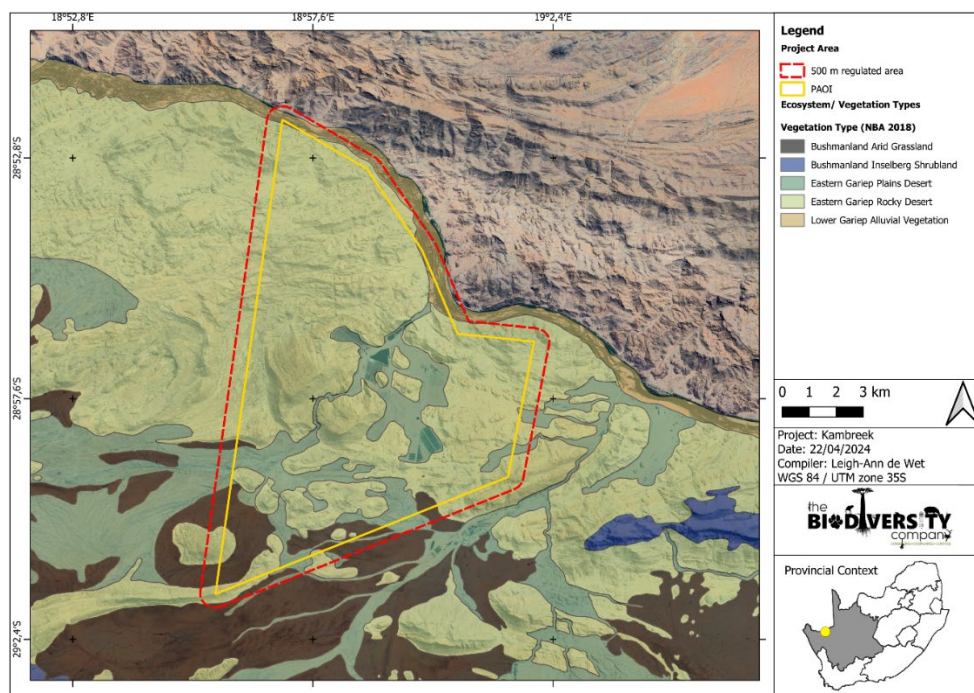 18°52,8'E
18°57,6'E
19°2,4'E
28°52,8'S
28°57,6'S
29°2,4'S
Legend
Project Area
500 m regulated area
PAOI
Ecosystem/ Vegetation Types
Vegetation Type (NBA 2018)
Bushmanland Arid Grassland
Bushmanland Inselberg Shrubland
Eastern Gariep Plains Desert
Eastern Gariep Rocky Desert
Lower Gariep Alluvial Vegetation
0 1 2 3 km
Project: Kambreek
Date: 22/04/2024
Compiler: Leigh-Ann de Wet
WGS 84 / UTM zone 35S
the
BIODIVERSITY
company
Provincial Context